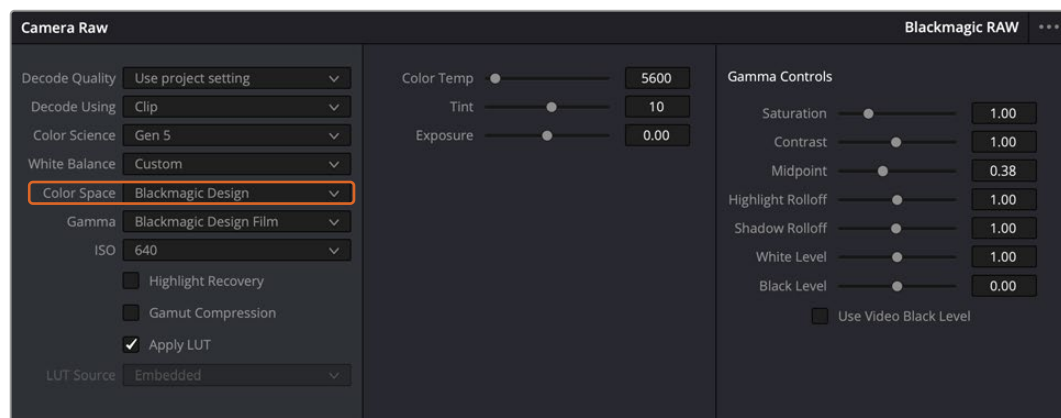 Camera Raw
Blackmagic RAW
Decode Quality Use project setting
Decode Using Clip
Color Science Gen 5
White Balance Custom
Color Space Blackmagic Design
Gamma Blackmagic Design Film
ISO 640
Highlight Recovery
Gamut Compression
Apply LUT
LUT Source Embedded
Color Temp 5600
Tint 10
Exposure 0.00
Gamma Controls
Saturation 1.00
Contrast 1.00
Midpoint 0.38
Highlight Rolloff 1.00
Shadow Rolloff 1.00
White Level 1.00
Black Level 0.00
Use Video Black Level